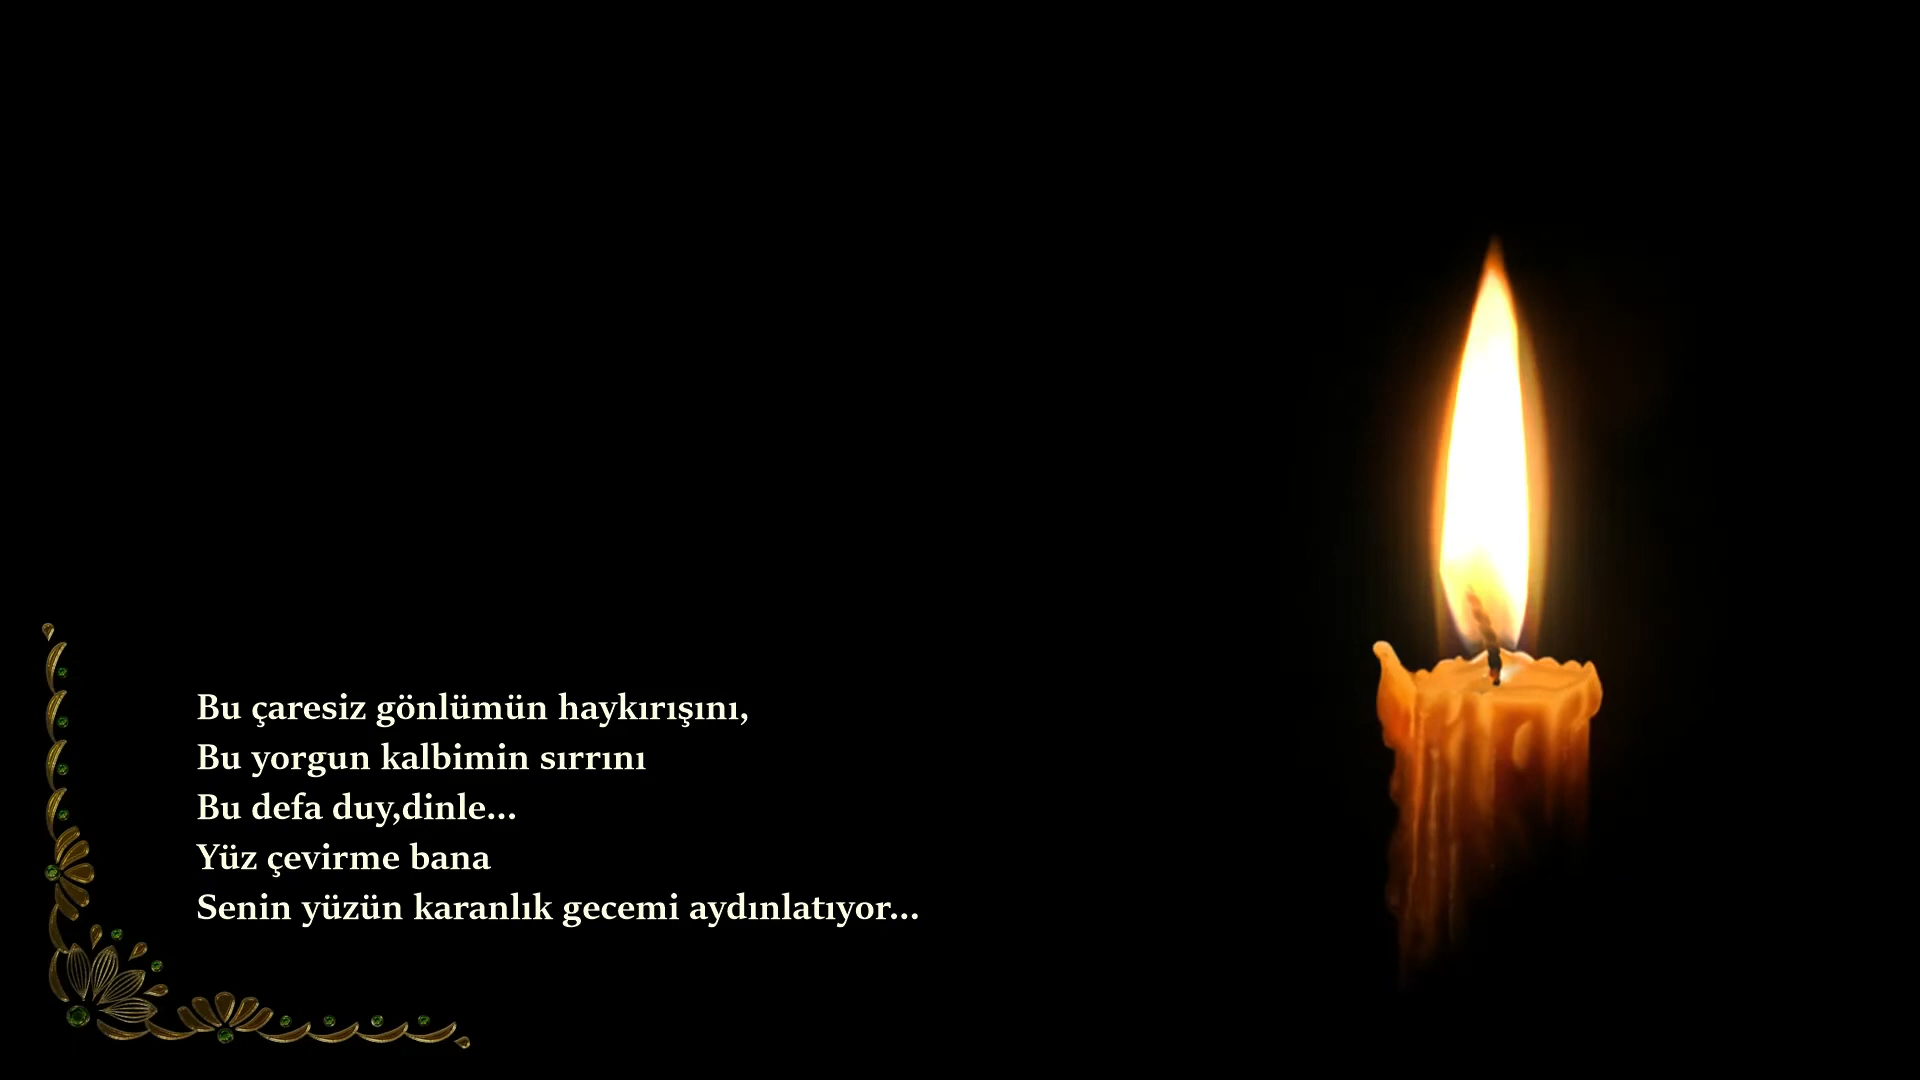 Bu çaresiz gönlümün haykırışını,
Bu yorgun kalbimin sırrını
Bu defa duy,dinle...
Yüz çevirme bana
Senin yüzün karanlık gecemi aydınlatıyor...